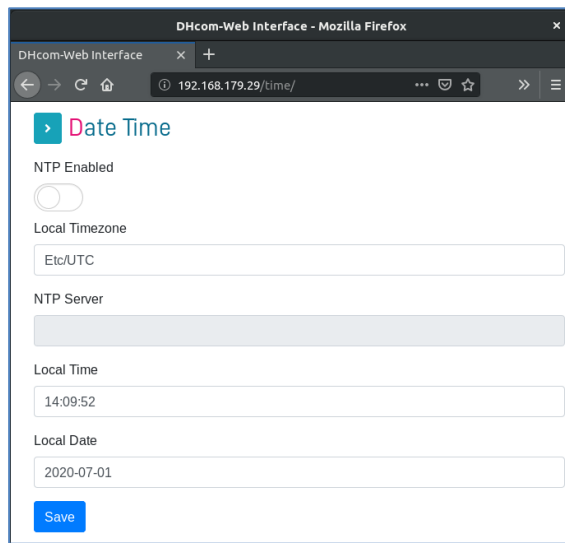 DHcom-Web Interface - Mozilla Firefox
DHcom-Web Interface
192.168.179.29/time/
Date Time
NTP Enabled
Local Timezone
Etc/UTC
NTP Server
Local Time
14:09:52
Local Date
2020-07-01
Save